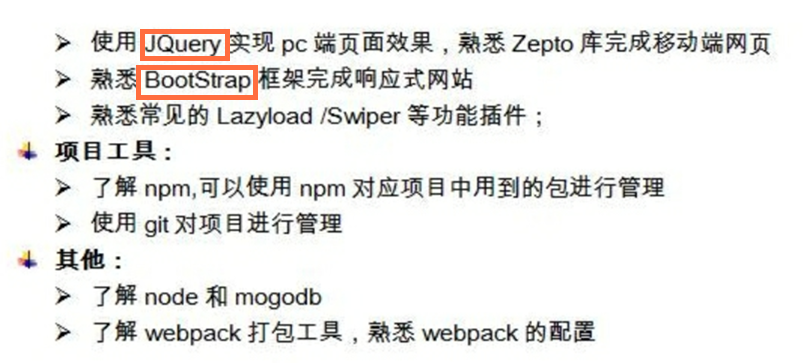 使用 JQuery 实现 pc 端页面效果，熟悉 Zepto 库完成移动端网页
熟悉 BootStrap 框架完成响应式网站
熟悉常见的 Lazyload /Swiper 等功能插件；
项目工具：
了解 npm,可以使用 npm 对应项目中用到的包进行管理
使用 git 对项目进行管理
其他：
了解 node 和 mogodb
了解 webpack 打包工具，熟悉 webpack 的配置